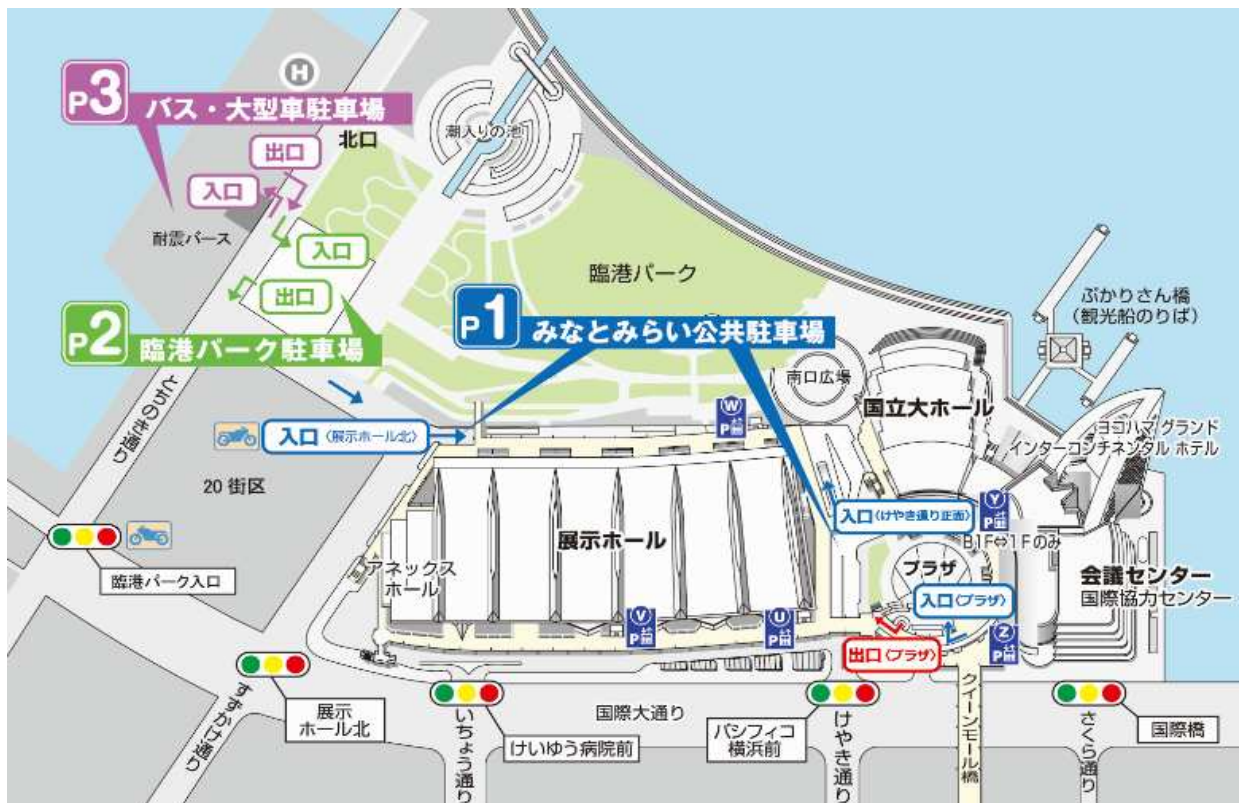 H
P3
バス・大型車駐車場
北口
出口
入口
耐震バース
潮入りの池
入口
出口
臨港パーク
P2
臨港パーク駐車場
P1
みなとみらい公共駐車場
ぷかりさん橋
（観光船のりば）
南口広場
国立大ホール
ヨコハマ グランド
インターコンチネンタル ホテル
とちのき通り
入口〈展示ホール北〉
W
P
20 街区
入口〈けやき通り正面〉
Y
P
B1F⇔1Fのみ
展示ホール
アネックス
ホール
プラザ
会議センター
国際協力センター
入口〈プラザ〉
臨港パーク入口
V
P
U
P
Z
P
出口〈プラザ〉
すずかけ通り
展示
ホール北
いちょう通り
けいゆう病院前
国際大通り
パシフィコ
横浜前
けやき通り
クイーンモール橋
さくら通り
国際橋